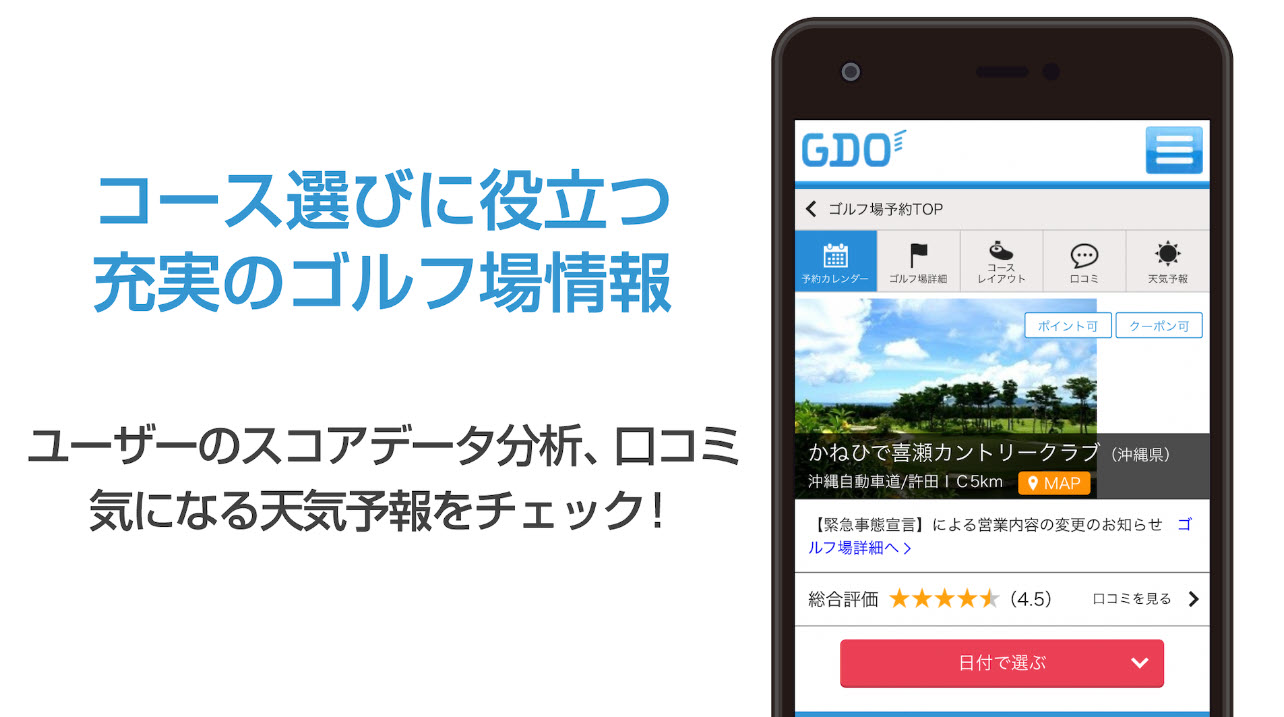 コース選びに役立つ
充実のゴルフ場情報
ユーザーのスコアデータ分析、口コミ
気になる天気予報をチェック!
GDO
ゴルフ場予約TOP
予約カレンダー
ゴルフ場詳細
コース
レイアウト
口コミ
天気予報
ポイント可
クーポン可
かねひで喜瀬カントリークラブ（沖縄県）
沖縄自動車道/許田ＩＣ5km MAP
【緊急事態宣言】による営業内容の変更のお知らせ ゴ
ルフ場詳細へ
総合評価 (4.5) 口コミを見る
日付で選ぶ